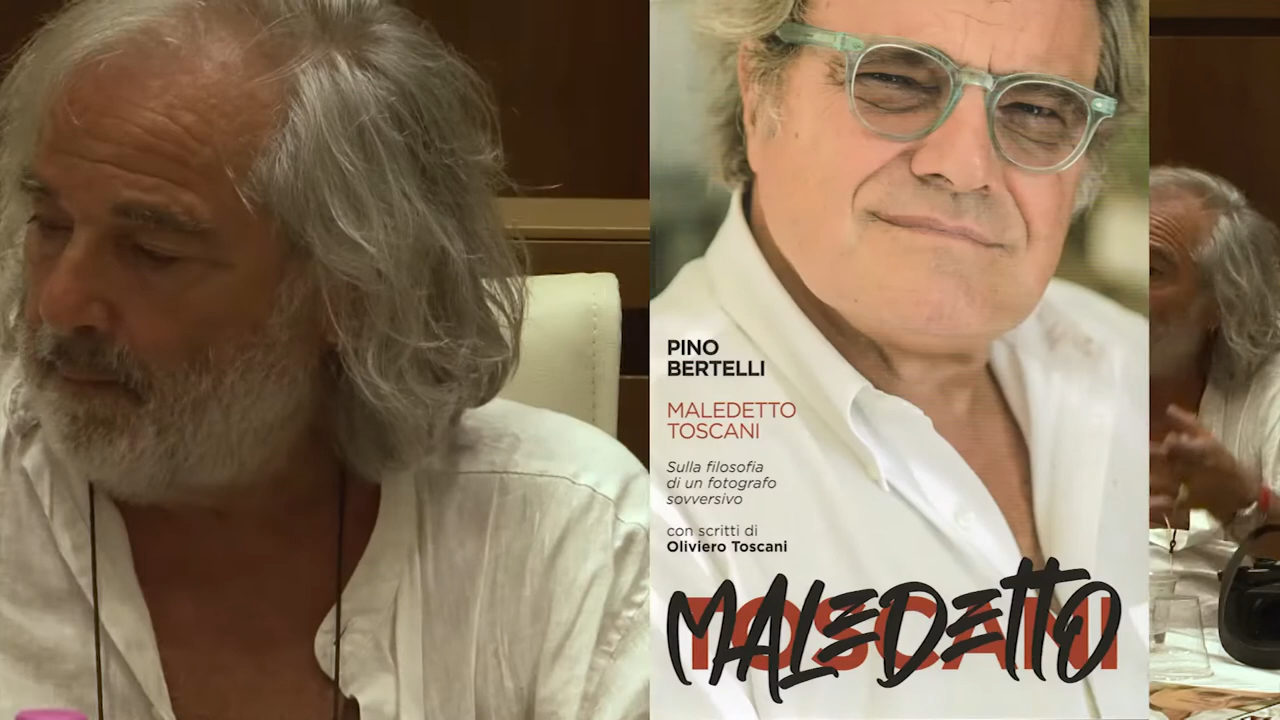 PINO
BERTELLI
MALEDETTO
TOSCANI
Sulla filosofia
di un fotografo
sovversivo
con scritti di
Oliviero Toscani
MALEDETTO
TOSCANI